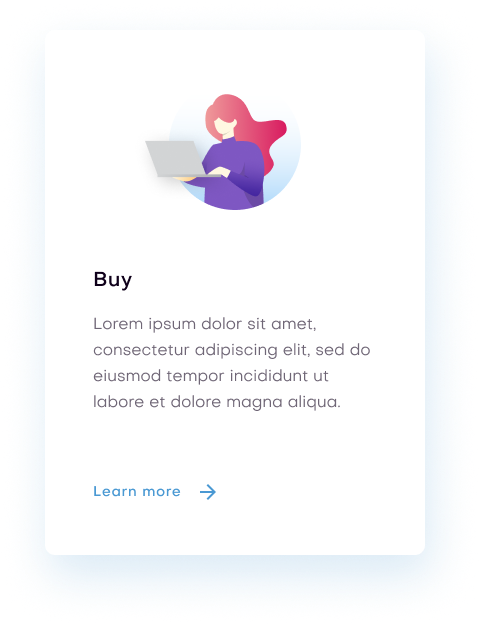 Buy
Lorem ipsum dolor sit amet,
consectetur adipiscing elit, sed do
eiusmod tempor incididunt ut
labore et dolore magna aliqua.
Learn more